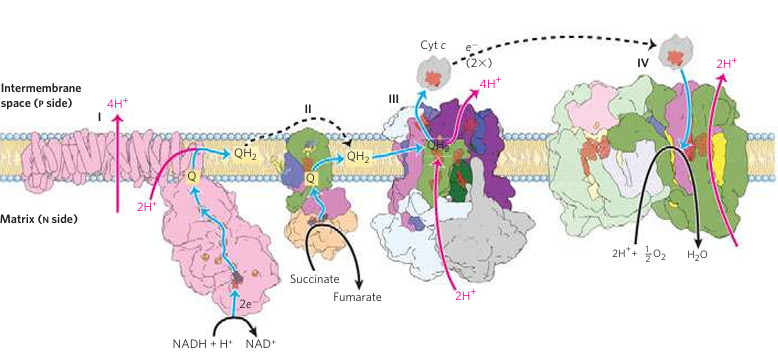 Cyt c
e⁻
(2×)
IV
2H⁺
Intermembrane
space (P side)
4H⁺
I
II
III
4H⁺
QH₂
QH₂
QH₂
Q
Q
2H⁺
Matrix (N side)
2H⁺ + ½O₂
H₂O
Succinate
Fumarate
2H⁺
2e⁻
NADH + H⁺
NAD⁺